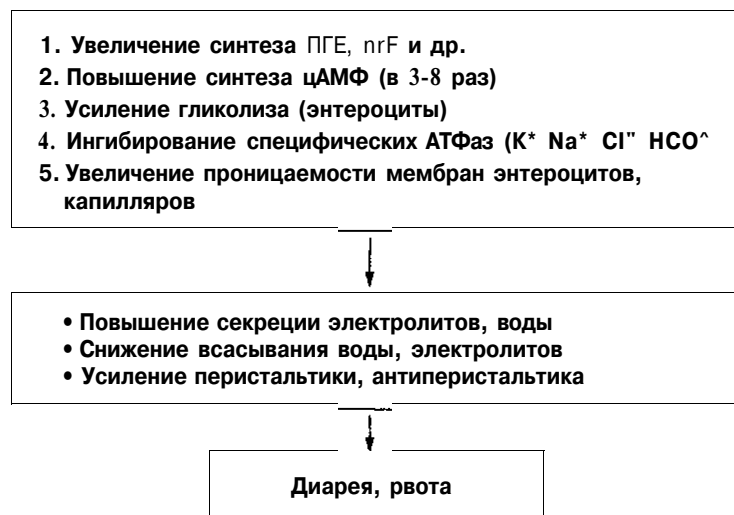 1. Увеличение синтеза ПГЕ, nrF и др.
2. Повышение синтеза цАМФ (в 3-8 раз)
3. Усиление гликолиза (энтероциты)
4. Ингибирование специфических АТФаз (K* Na* Cl" HCO^
5. Увеличение проницаемости мембран энтероцитов,
капилляров
• Повышение секреции электролитов, воды
• Снижение всасывания воды, электролитов
• Усиление перистальтики, антиперистальтика
Диарея, рвота